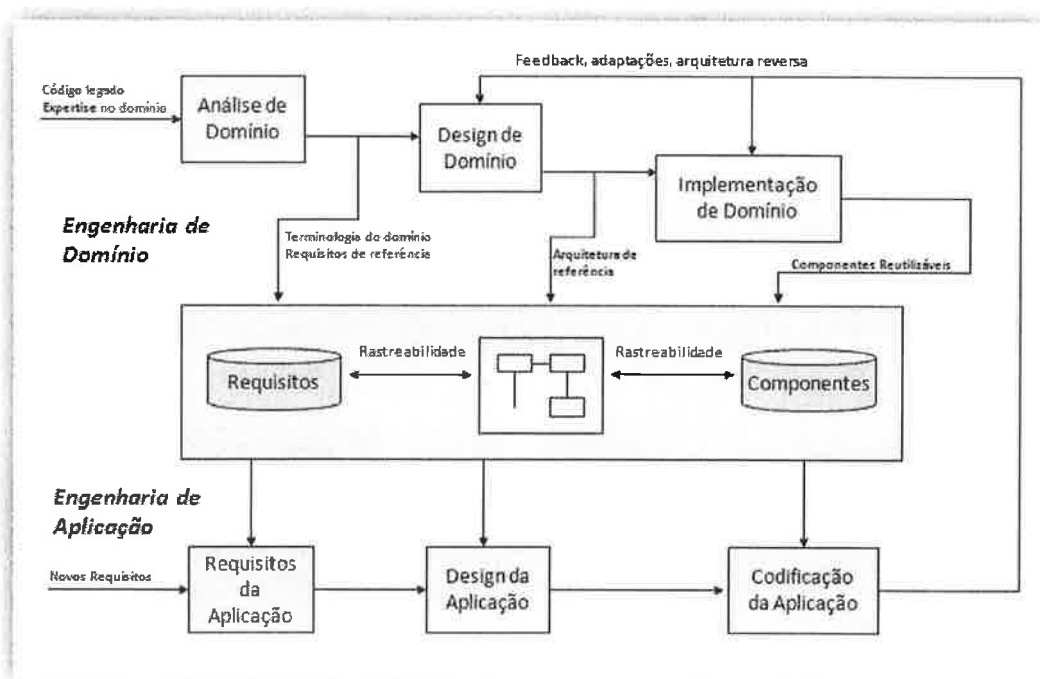 Feedback, adaptações, arquitetura reversa
Código legado
Expertise no domínio
Análise de
Domínio
Design de
Domínio
Implementação
de Domínio
Engenharia de
Domínio
Terminologia do domínio
Requisitos de referência
Arquitetura de
referência
Componentes Reutilizáveis
Rastreabilidade
Rastreabilidade
Requisitos
Componentes
Engenharia de
Aplicação
Novos Requisitos
Requisitos
da
Aplicação
Design da
Aplicação
Codificação
da Aplicação